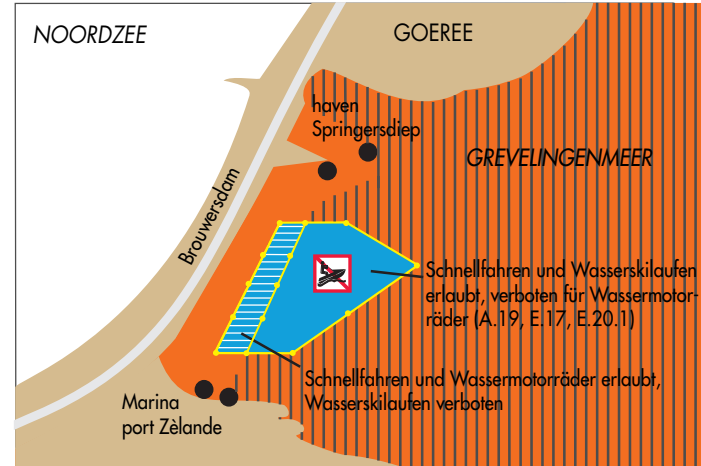 NOORDZEE
GOEREE
haven
Springersdiep
GREVELINGENMEER
Brouwersdam
Schnellfahren und Wasserskilaufen
erlaubt, verboten für Wassermotor-
räder (A.19, E.17, E.20.1)
Schnellfahren und Wassermotorräder erlaubt,
Wasserskilaufen verboten
Marina
port Zèlande